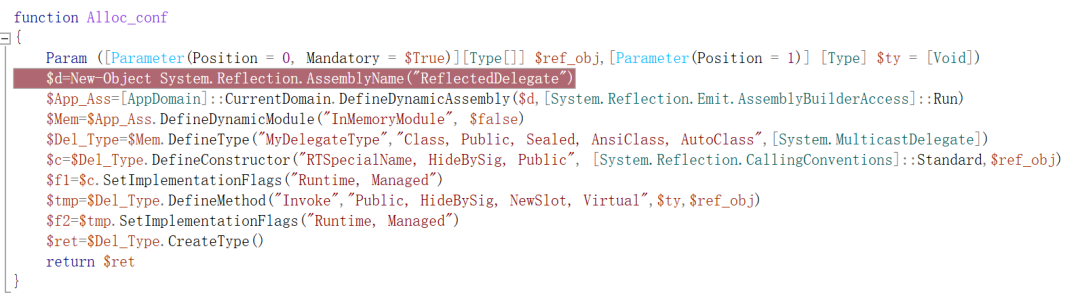 function Alloc_conf
{
Param ([Parameter(Position = 0, Mandatory = $True)][Type[]] $ref_obj,[Parameter(Position = 1)] [Type] $ty = [Void])
$d=New-Object System.Reflection.AssemblyName("ReflectedDelegate")
$App_Ass=[AppDomain]::CurrentDomain.DefineDynamicAssembly($d,[System.Reflection.Emit.AssemblyBuilderAccess]::Run)
$Mem=$App_Ass.DefineDynamicModule("InMemoryModule", $false)
$Del_Type=$Mem.DefineType("MyDelegateType","Class, Public, Sealed, AnsiClass, AutoClass",[System.MulticastDelegate])
$c=$Del_Type.DefineConstructor("RTSpecialName, HideBySig, Public", [System.Reflection.CallingConventions]::Standard,$ref_obj)
$f1=$c.SetImplementationFlags("Runtime, Managed")
$tmp=$Del_Type.DefineMethod("Invoke","Public, HideBySig, NewSlot, Virtual",$ty,$ref_obj)
$f2=$tmp.SetImplementationFlags("Runtime, Managed")
$ret=$Del_Type.CreateType()
return $ret
}